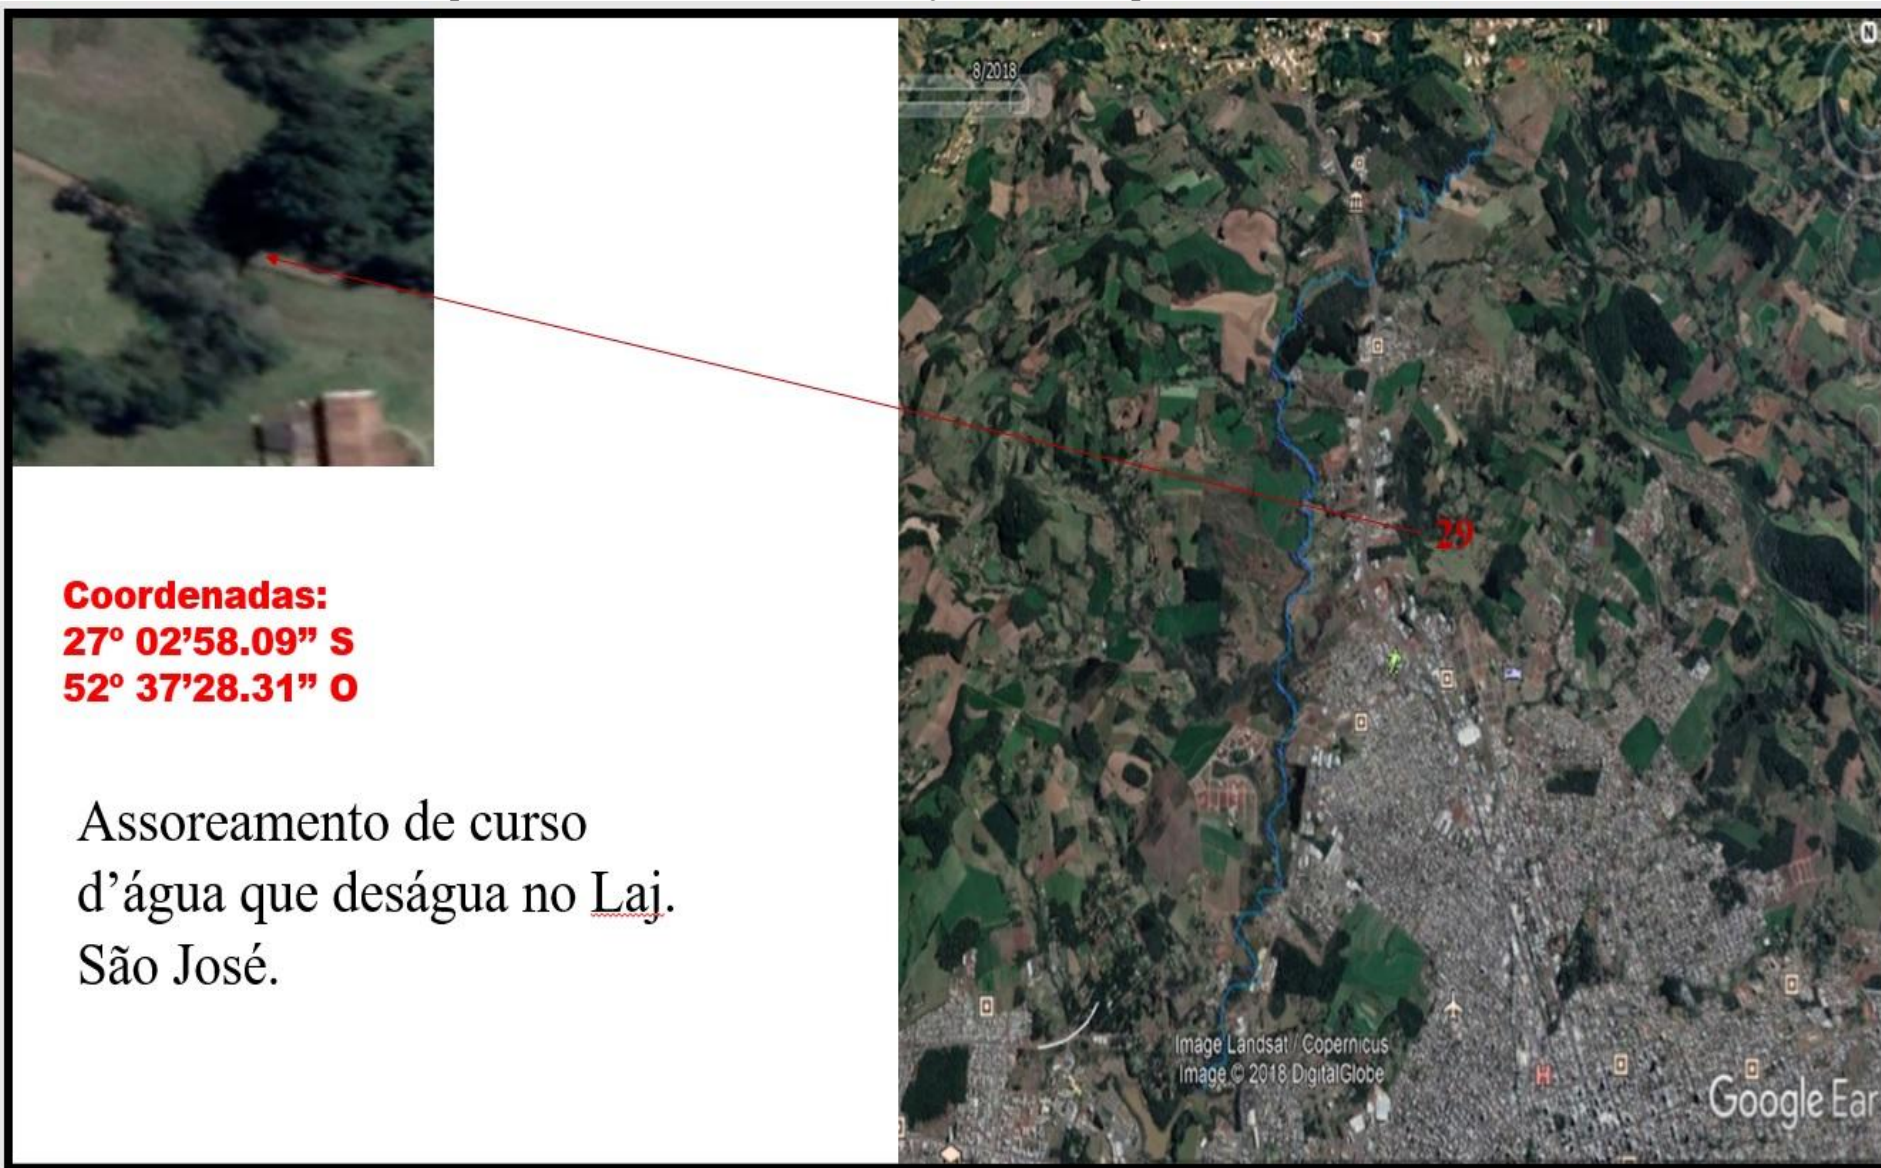 Coordenadas:
27º 02’58.09” S
52º 37’28.31” O
Assoreamento de curso
d’água que deságua no Laj.
São José.
8/2018
N
29
H
Image Landsat / Copernicus
Image © 2018 DigitalGlobe
Google Ear